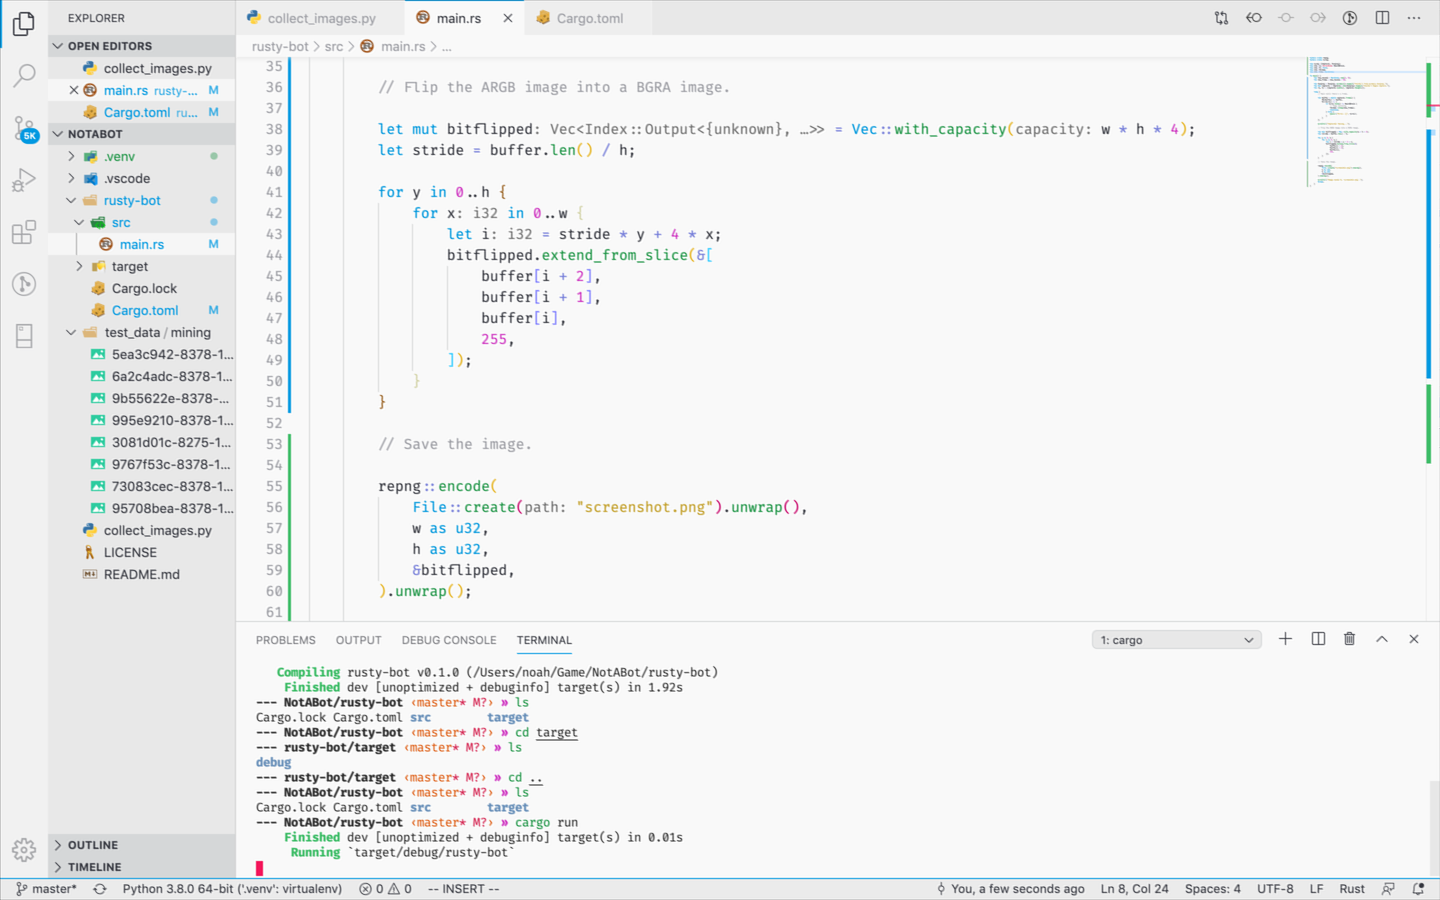 EXPLORER
OPEN EDITORS
collect_images.py
main.rs rusty-... M
Cargo.toml ru... M
NOTABOT
.venv
.vscode
rusty-bot
src
main.rs M
target
Cargo.lock
Cargo.toml M
test_data / mining
5ea3c942-8378-1...
6a2c4adc-8378-1...
9b55622e-8378-...
995e9210-8378-1...
3081d01c-8275-1...
9767f53c-8378-1...
73083cec-8378-1...
95708bea-8378-1...
collect_images.py
LICENSE
README.md
OUTLINE
TIMELINE
5K
collect_images.py main.rs Cargo.toml
rusty-bot > src > main.rs > ...
35
36 // Flip the ARGB image into a BGRA image.
37
38 let mut bitflipped: Vec<Index::Output<{unknown}, …>> = Vec::with_capacity(capacity: w * h * 4);
39 let stride = buffer.len() / h;
40
41 for y in 0..h {
42 for x: i32 in 0..w {
43 let i: i32 = stride * y + 4 * x;
44 bitflipped.extend_from_slice(&[
45 buffer[i + 2],
46 buffer[i + 1],
47 buffer[i],
48 255,
49 ]);
50 }
51 }
52
53 // Save the image.
54
55 repng::encode(
56 File::create(path: "screenshot.png").unwrap(),
57 w as u32,
58 h as u32,
59 &bitflipped,
60 ).unwrap();
61
PROBLEMS OUTPUT DEBUG CONSOLE TERMINAL 1: cargo
Compiling rusty-bot v0.1.0 (/Users/noah/Game/NotABot/rusty-bot)
Finished dev [unoptimized + debuginfo] target(s) in 1.92s
--- NotABot/rusty-bot ‹master* M?› » ls
Cargo.lock Cargo.toml src target
--- NotABot/rusty-bot ‹master* M?› » cd target
--- rusty-bot/target ‹master* M?› » ls
debug
--- rusty-bot/target ‹master* M?› » cd ..
--- NotABot/rusty-bot ‹master* M?› » ls
Cargo.lock Cargo.toml src target
--- NotABot/rusty-bot ‹master* M?› » cargo run
Finished dev [unoptimized + debuginfo] target(s) in 0.01s
Running `target/debug/rusty-bot`
master* Python 3.8.0 64-bit ('.venv': virtualenv) 0 0 -- INSERT -- You, a few seconds ago Ln 8, Col 24 Spaces: 4 UTF-8 LF Rust